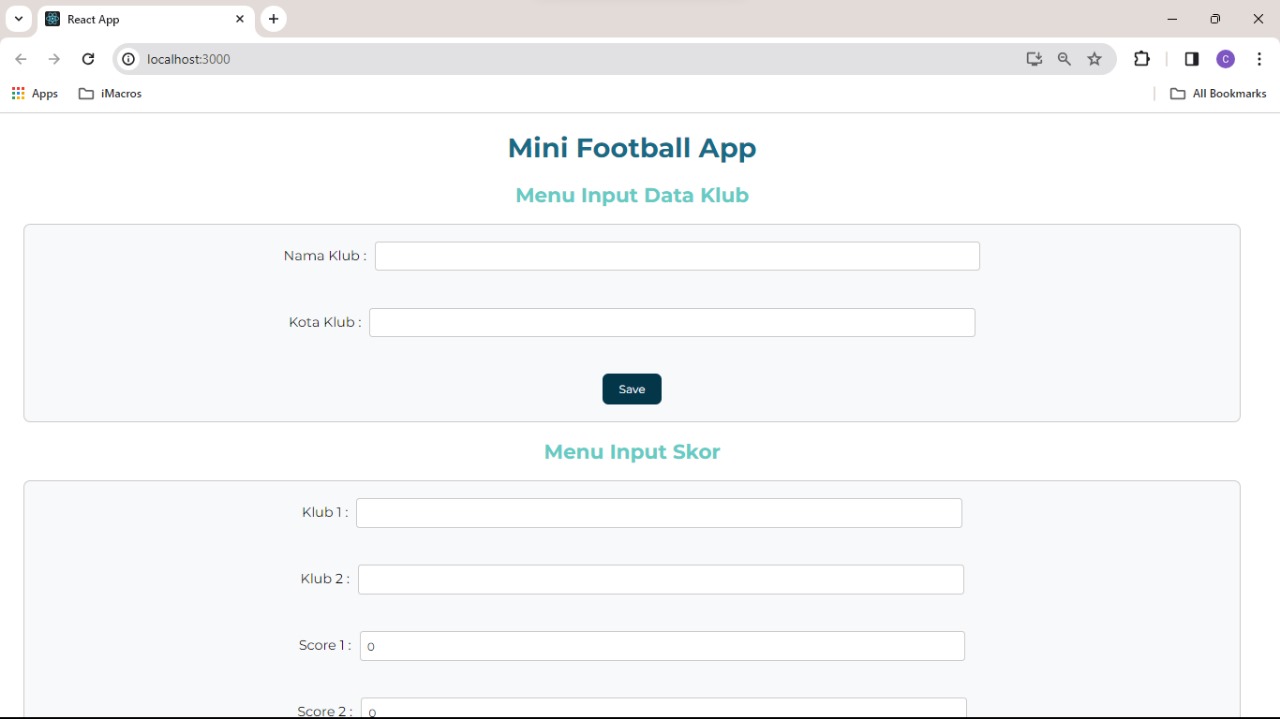 React App
localhost:3000
C
Apps
iMacros
All Bookmarks
Mini Football App
Menu Input Data Klub
Nama Klub :
Kota Klub :
Save
Menu Input Skor
Klub 1 :
Klub 2 :
Score 1 : 0
Score 2 : 0